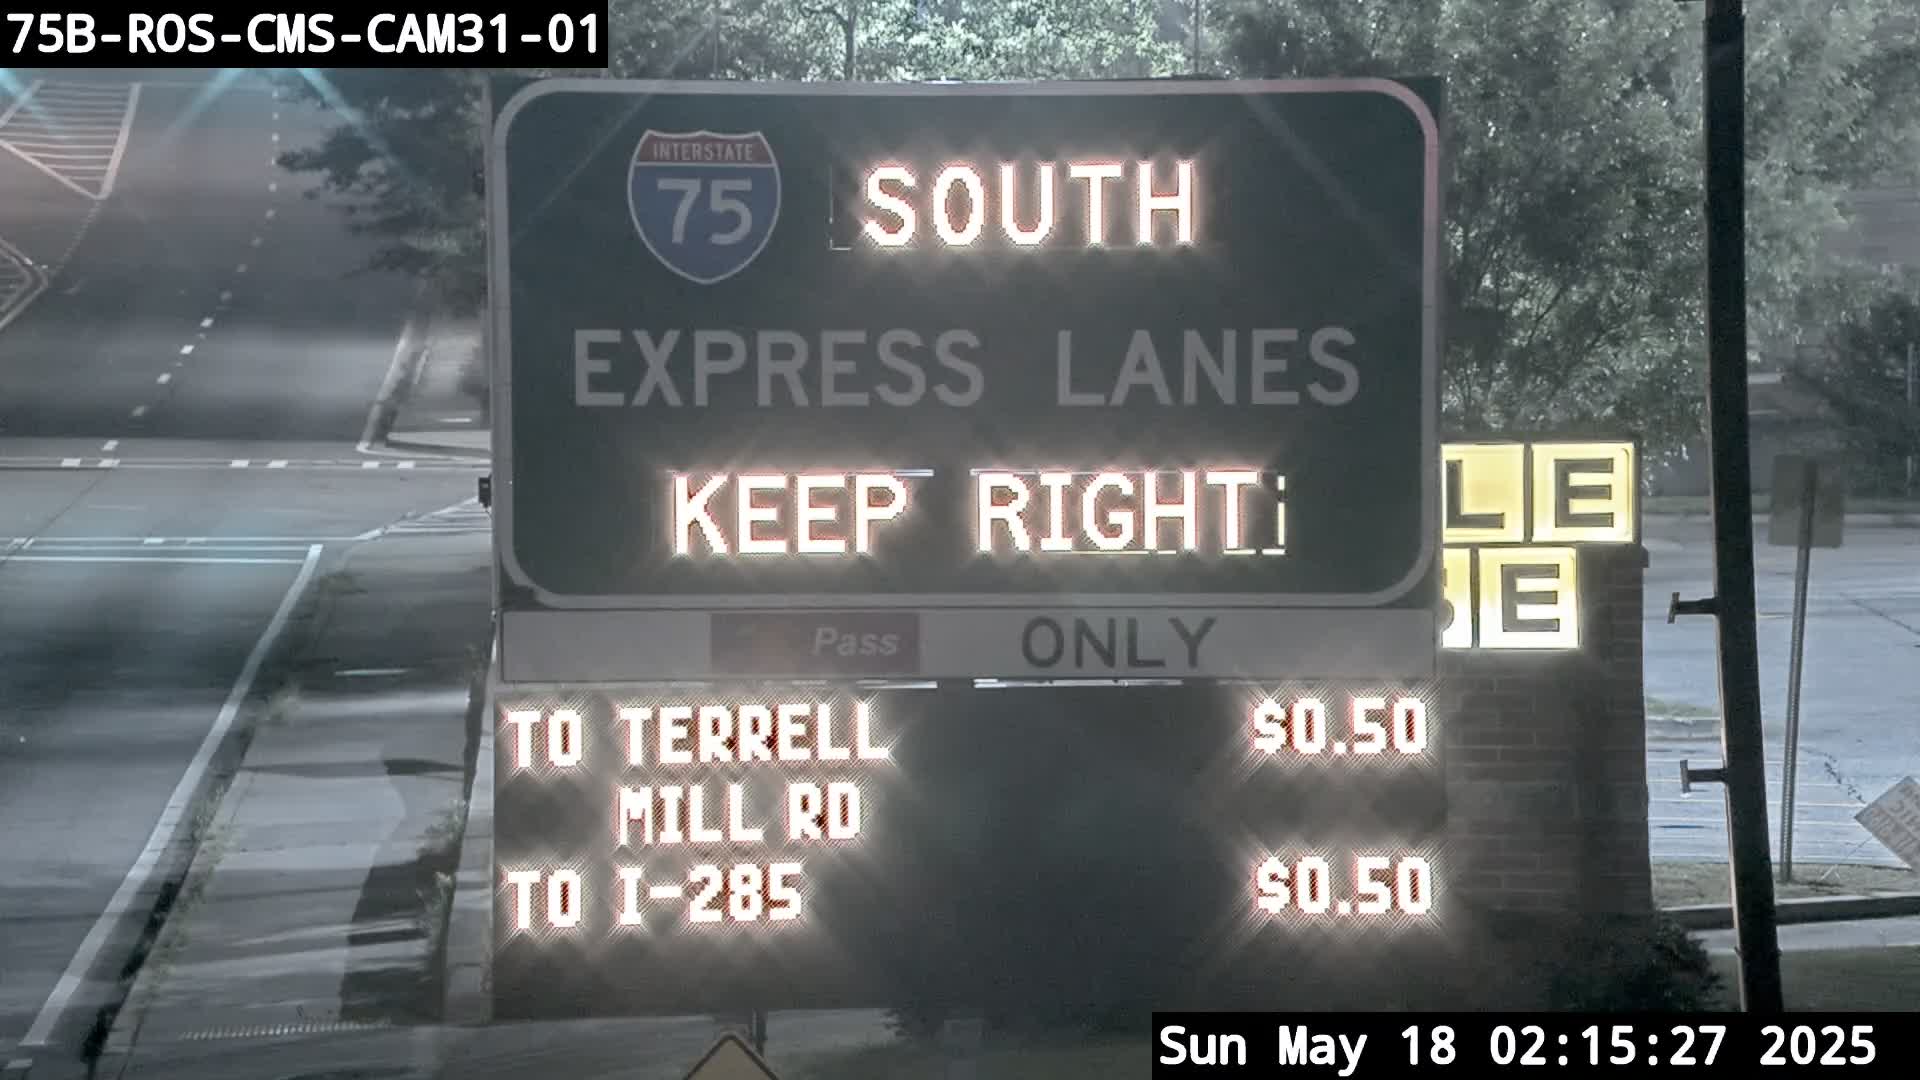 75B-ROS-CMS-CAM31-01
INTERSTATE
75
SOUTH
EXPRESS LANES
KEEP RIGHT
Pass ONLY
TO TERRELL $0.50
MILL RD
TO I-285 $0.50
LE
E
Sun May 18 02:15:27 2025